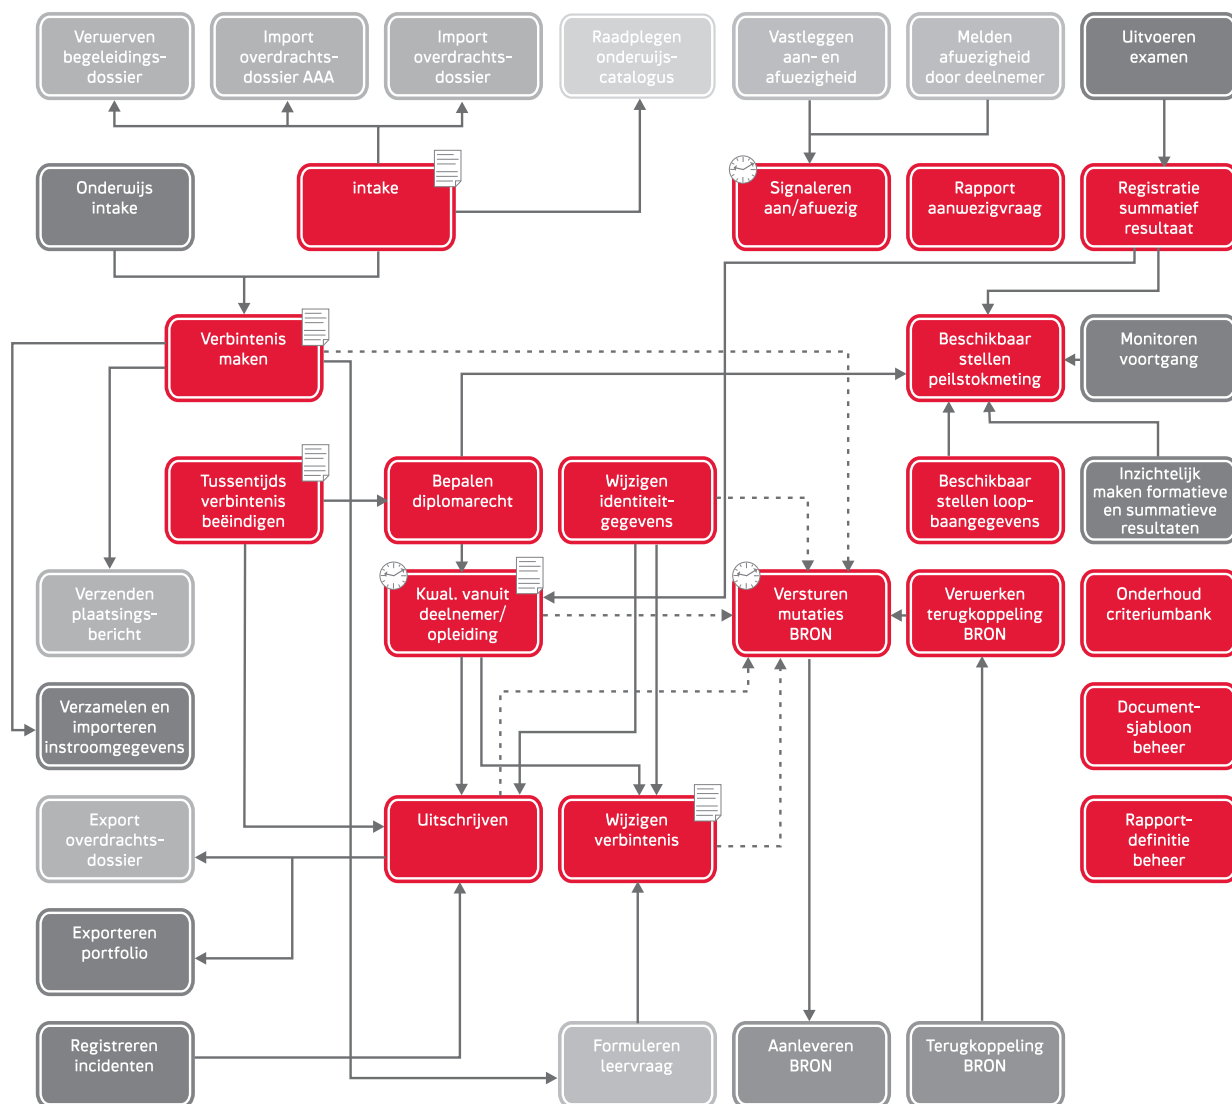 Verwerven
begeleidings-
dossier
Import
overdrachts-
dossier AAA
Import
overdrachts-
dossier
Raadplegen
onderwijs-
catalogus
Vastleggen
aan- en
afwezigheid
Melden
afwezigheid
door deelnemer
Uitvoeren
examen
Onderwijs
intake
intake
Signaleren
aan/afwezig
Rapport
aanwezigvraag
Registratie
summatief
resultaat
Verbintenis
maken
Beschikbaar
stellen
peilstokmeting
Monitoren
voortgang
Tussentijds
verbintenis
beëindigen
Bepalen
diplomarecht
Wijzigen
identiteit-
gegevens
Beschikbaar
stellen loop-
baangegevens
Inzichtelijk
maken formatieve
en summatieve
resultaten
Verzenden
plaatsings-
bericht
Kwal. vanuit
deelnemer/
opleiding
Versturen
mutaties
BRON
Verwerken
terugkoppeling
BRON
Onderhoud
criteriumbank
Verzamelen en
importeren
instroomgegevens
Document-
sjabloon
beheer
Export
overdrachts-
dossier
Uitschrijven
Wijzigen
verbintenis
Rapport-
definitie
beheer
Exporteren
portfolio
Registreren
incidenten
Formuleren
leervraag
Aanleveren
BRON
Terugkoppeling
BRON